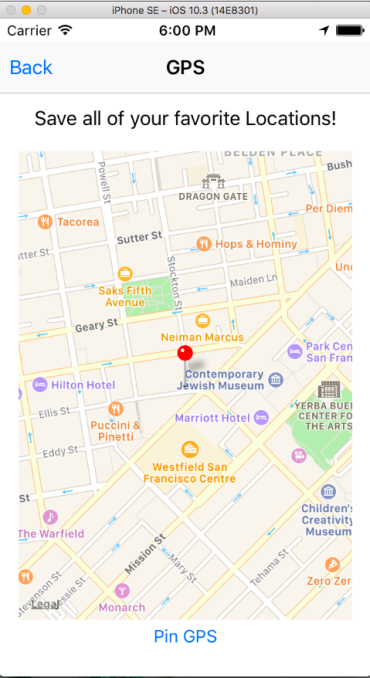 iPhone SE – iOS 10.3 (14E8301)
Carrier
6:00 PM
Back
GPS
Save all of your favorite Locations!
BELDEN PLACE
Bush
Powell St
DRAGON GATE
Tacorea
Per Diem
Sutter St
Hops & Hominy
utter St
Stockton St
Un
Maiden Ln
Saks Fifth
Avenue
Geary St
Neiman Marcus
Park Cen
San Fran
Contemporary
Jewish Museum
Hilton Hotel
YERBA BUE
CENTER FO
THE ARTS
Ellis St
Marriott Hotel
Puccini &
Pinetti
Eddy St
Westfield San
Francisco Centre
St
Children's
Creativity
Museum
The Warfield
Mission St
Mary St
Tehama St
Zero Zer
Stevenson St
Legal
Monarch
Pin GPS